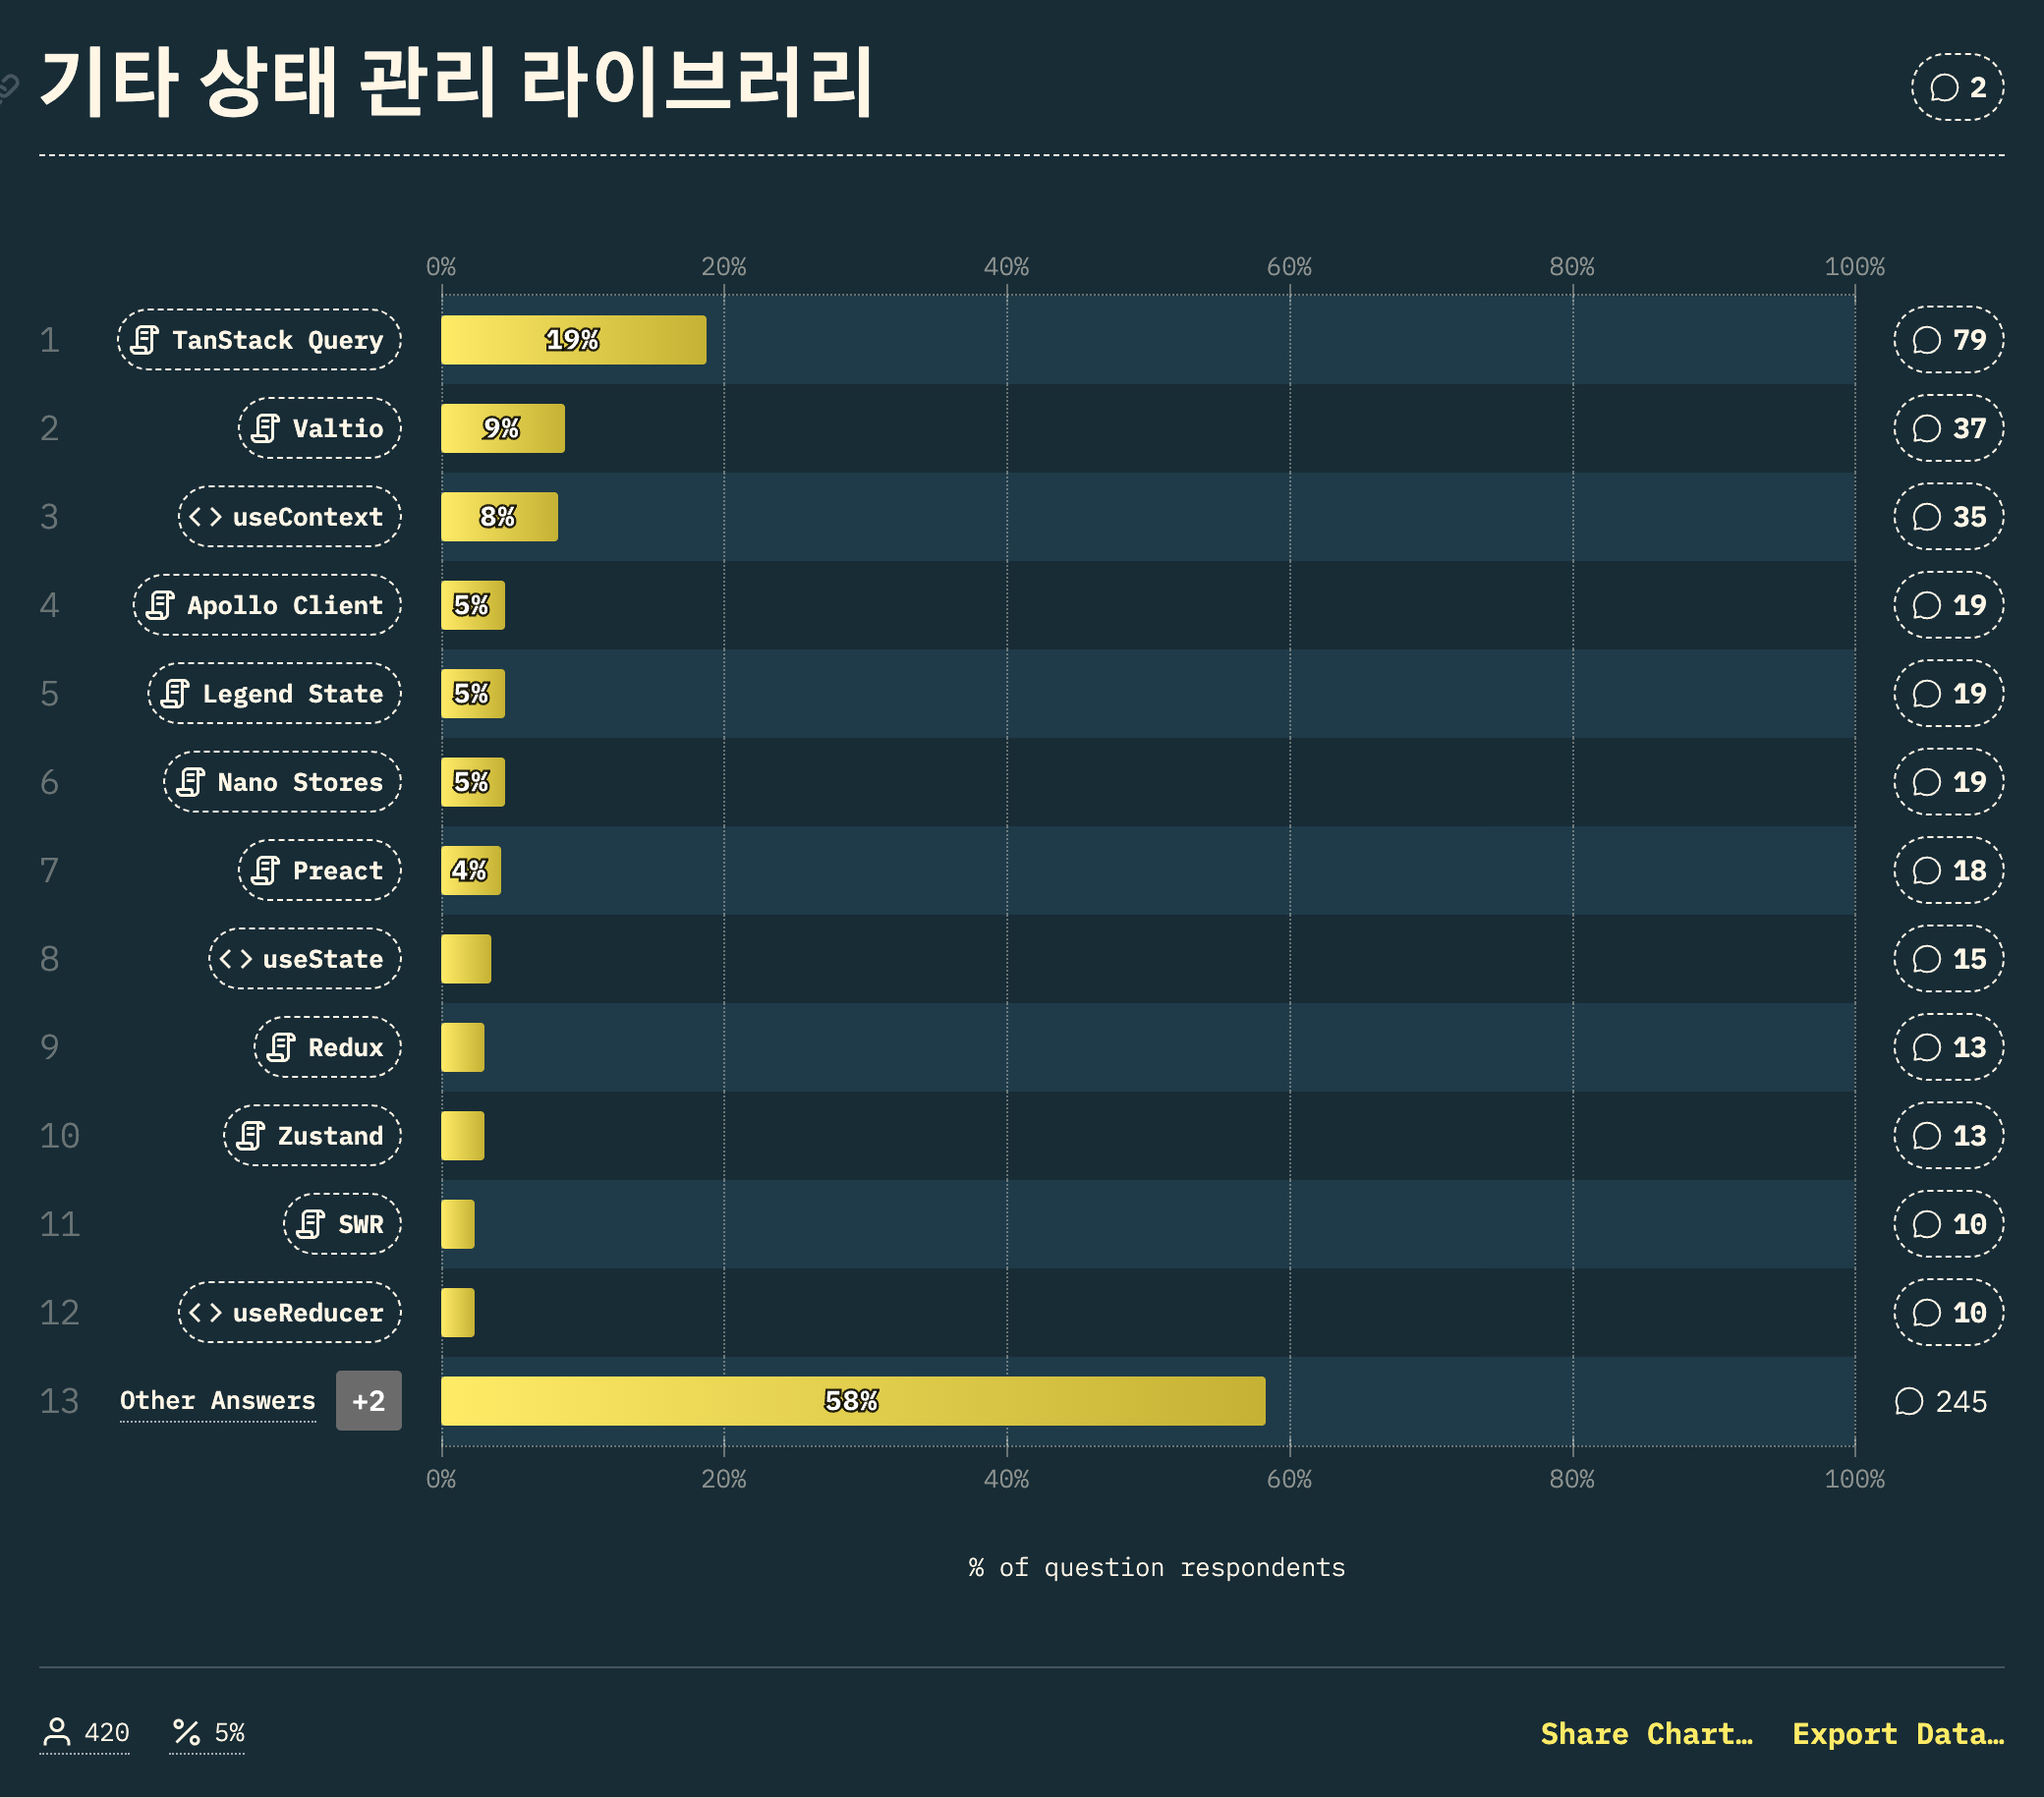 기타 상태 관리 라이브러리
2
0% 20% 40% 60% 80% 100%
1 TanStack Query 19% 79
2 Valtio 9% 37
3 useContext 8% 35
4 Apollo Client 5% 19
5 Legend State 5% 19
6 Nano Stores 5% 19
7 Preact 4% 18
8 useState 15
9 Redux 13
10 Zustand 13
11 SWR 10
12 useReducer 10
13 Other Answers +2 58% 245
0% 20% 40% 60% 80% 100%
% of question respondents
420 5% Share Chart… Export Data…